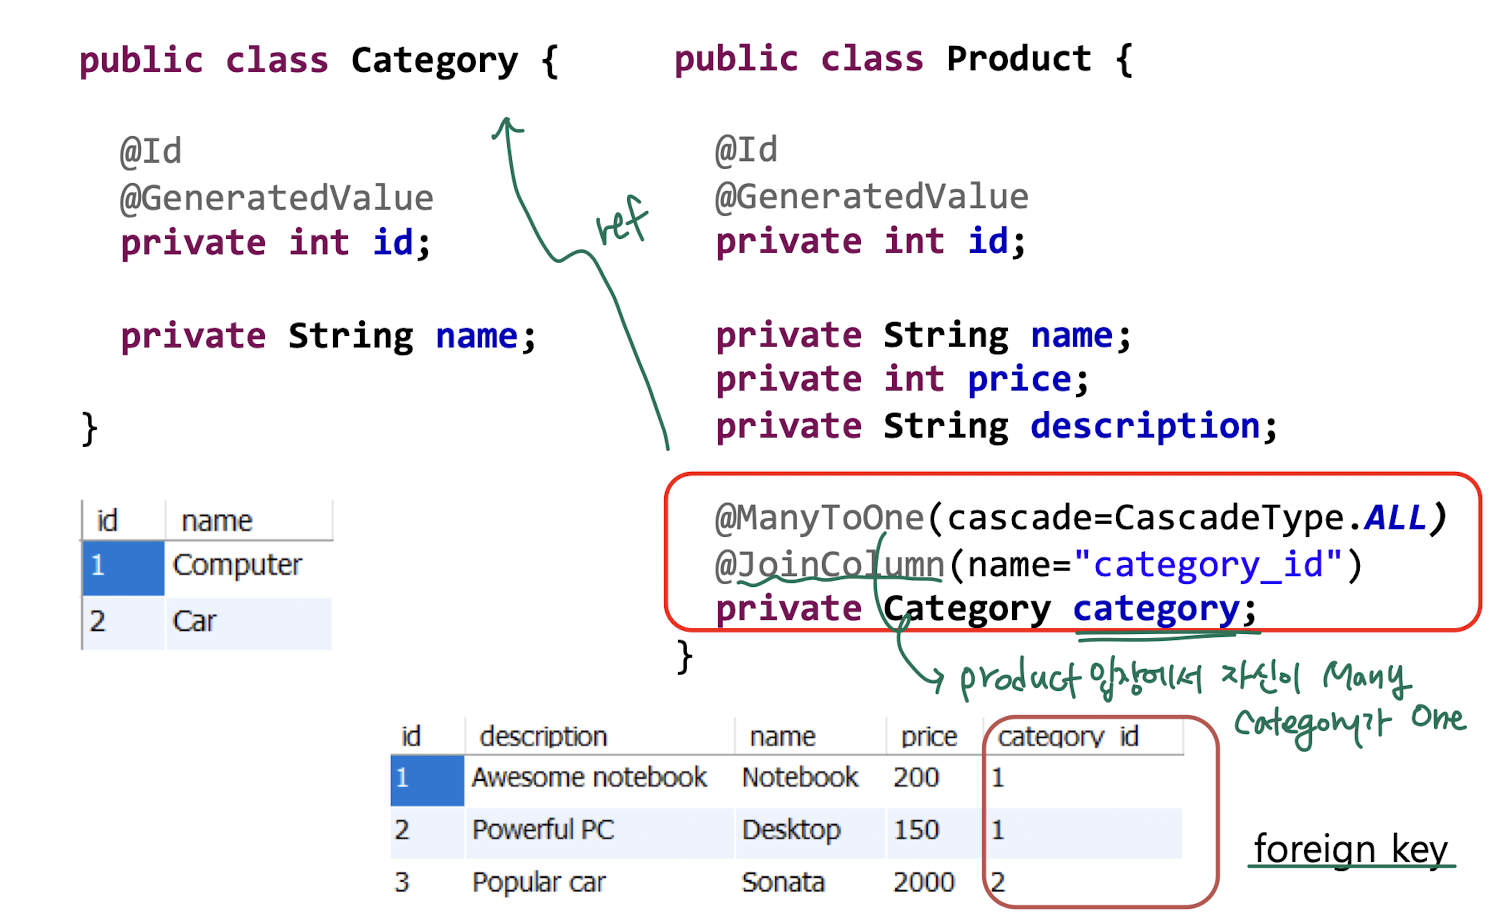 public class Category {
@Id
@GeneratedValue
private int id;
private String name;
}
ref
public class Product {
@Id
@GeneratedValue
private int id;
private String name;
private int price;
private String description;
@ManyToOne(cascade=CascadeType.ALL)
@JoinColumn(name="category_id")
private Category category;
}
product 입장에서 자신이 Many
Category가 One
id name
1 Computer
2 Car
id description name price category_id
1 Awesome notebook Notebook 200 1
2 Powerful PC Desktop 150 1
3 Popular car Sonata 2000 2
foreign key